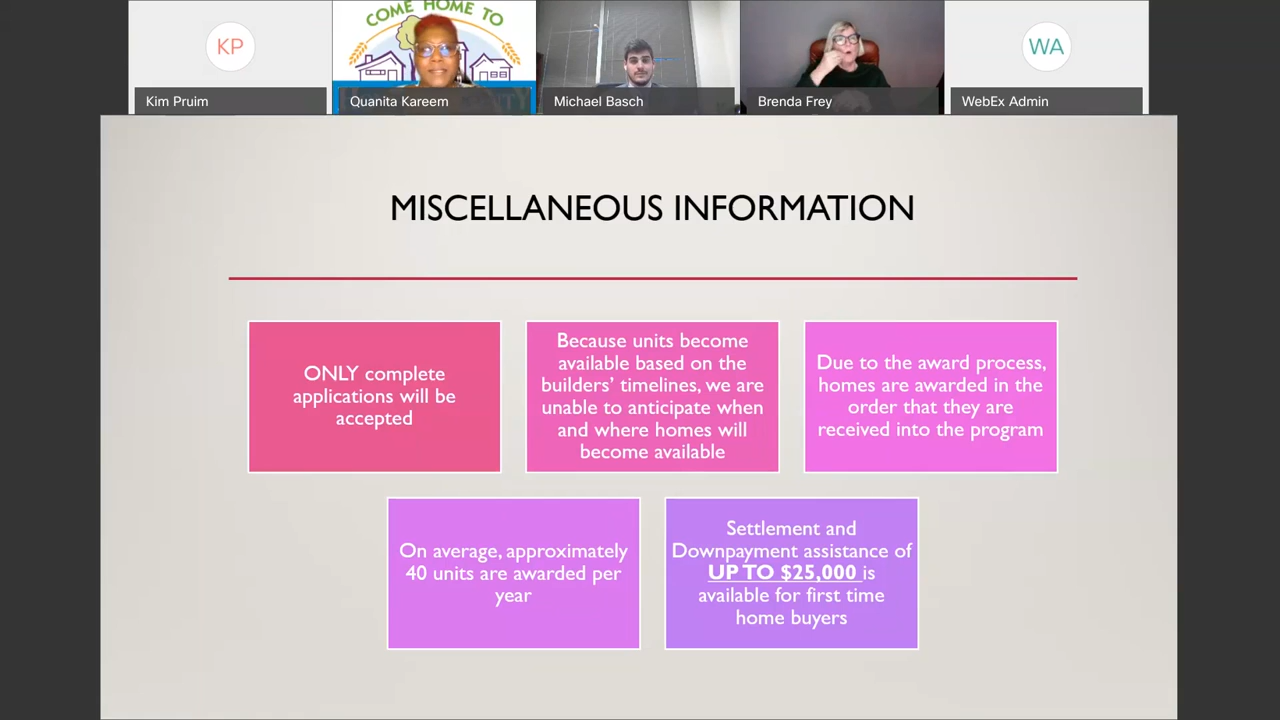 COME HOME TO
KP
WA
Kim Pruim
Quanita Kareem
Michael Basch
Brenda Frey
WebEx Admin
MISCELLANEOUS INFORMATION
ONLY complete
applications will be
accepted
Because units become
available based on the
builders’ timelines, we are
unable to anticipate when
and where homes will
become available
Due to the award process,
homes are awarded in the
order that they are
received into the program
On average, approximately
40 units are awarded per
year
Settlement and
Downpayment assistance of
UP TO $25,000 is
available for first time
home buyers